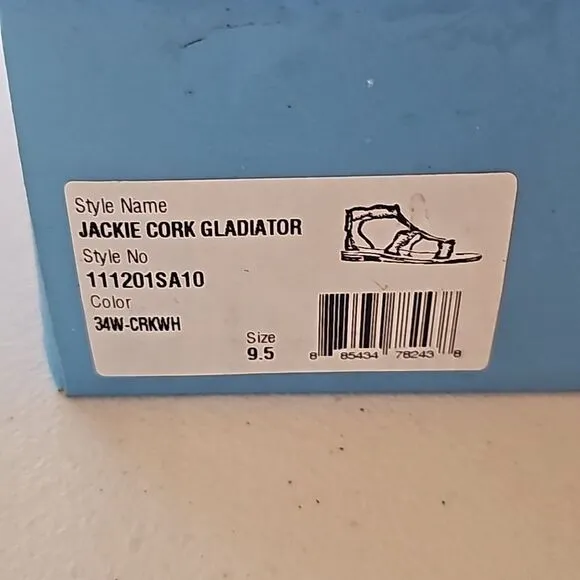 Style Name
JACKIE CORK GLADIATOR
Style No
111201SA10
Color
34W-CRKWH
Size
9.5
8 85434 78243 8